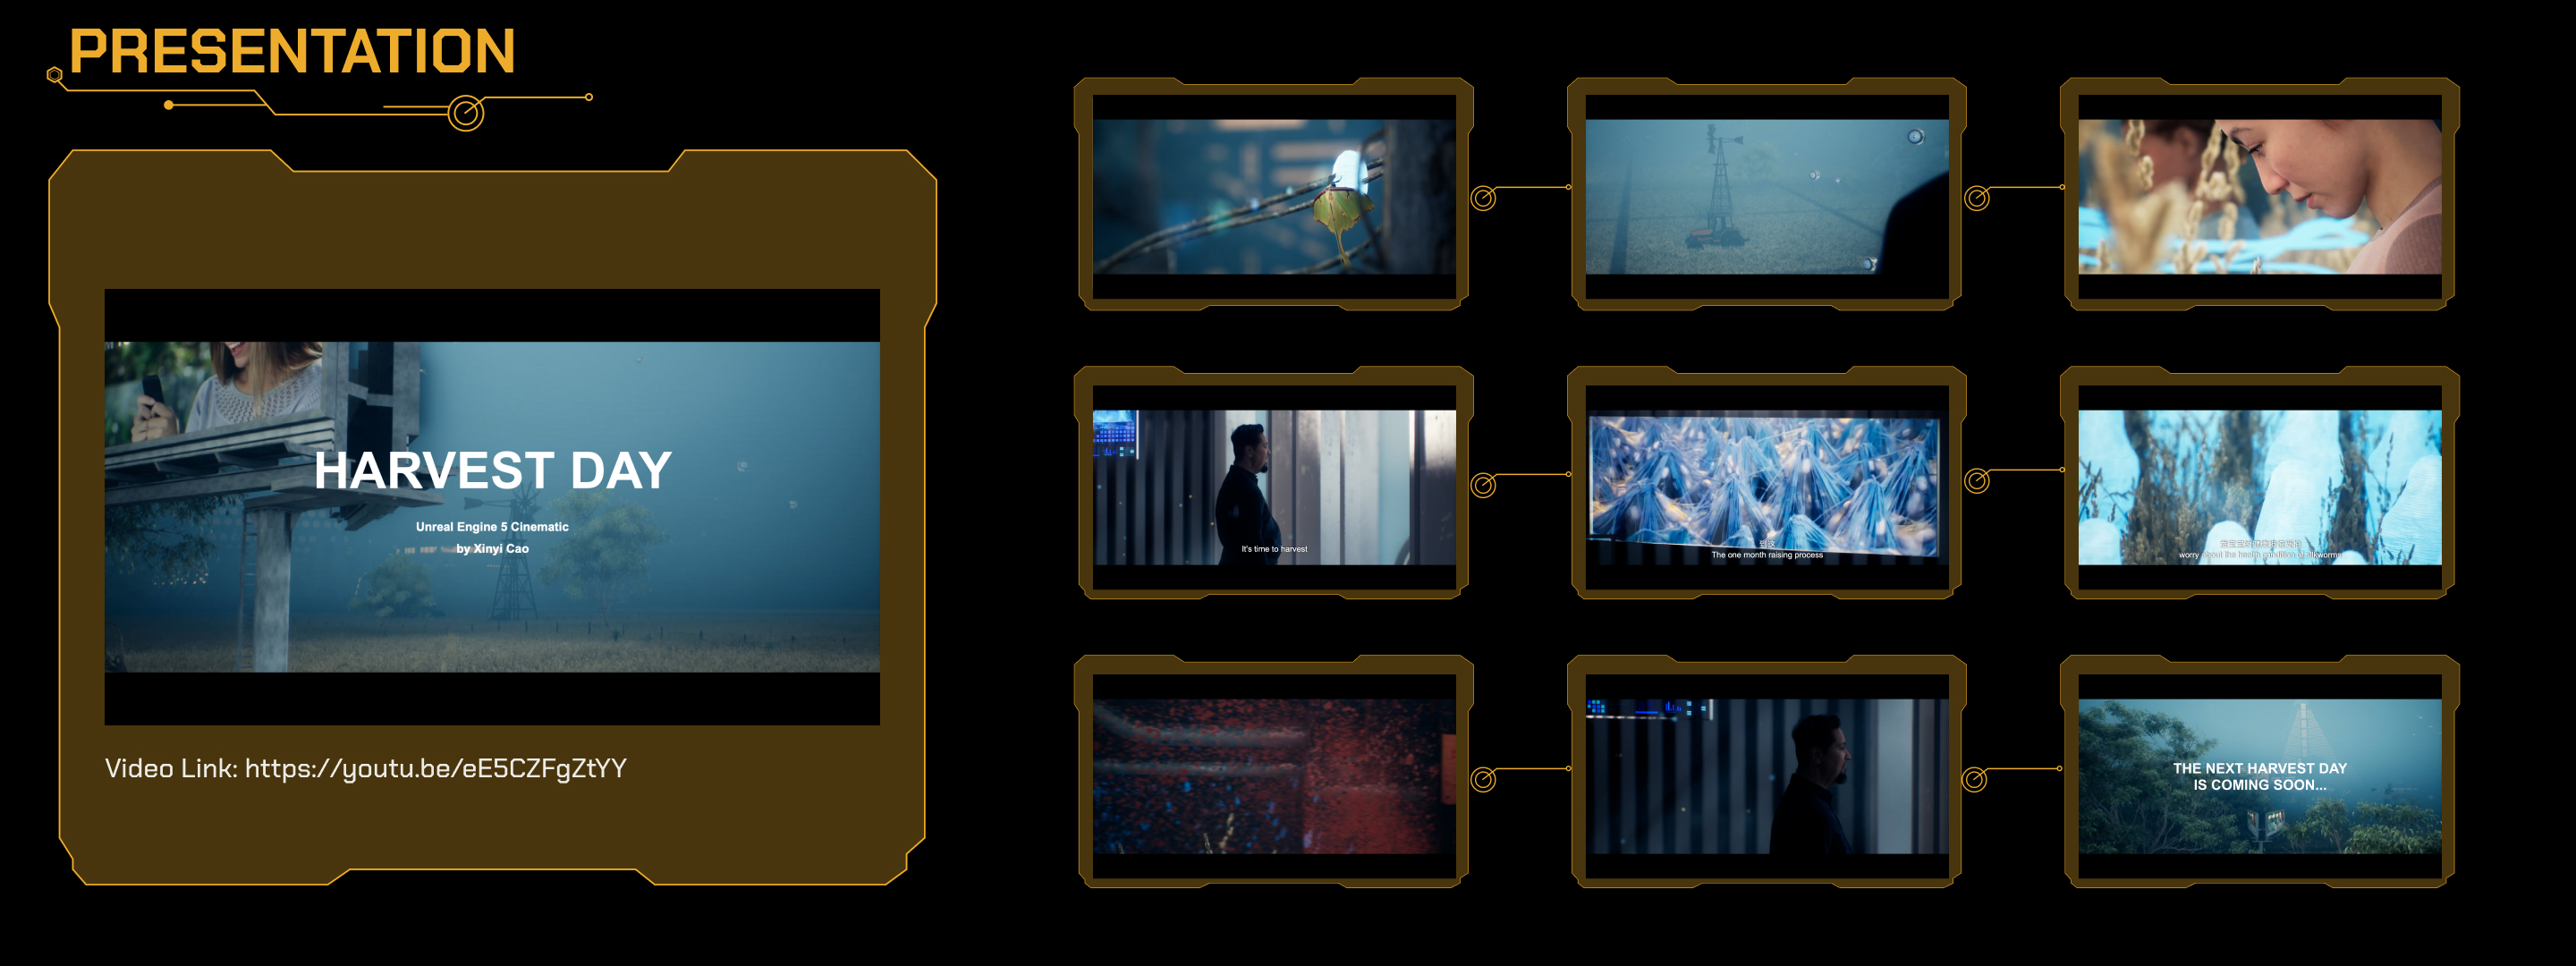 PRESENTATION
HARVEST DAY
Unreal Engine 5 Cinematic
by Xinyi Cao
Video Link: https://youtu.be/eE5CZFgZtYY
It's time to harvest
The one month raising process
worry about the health condition of silkworms
THE NEXT HARVEST DAY
IS COMING SOON...